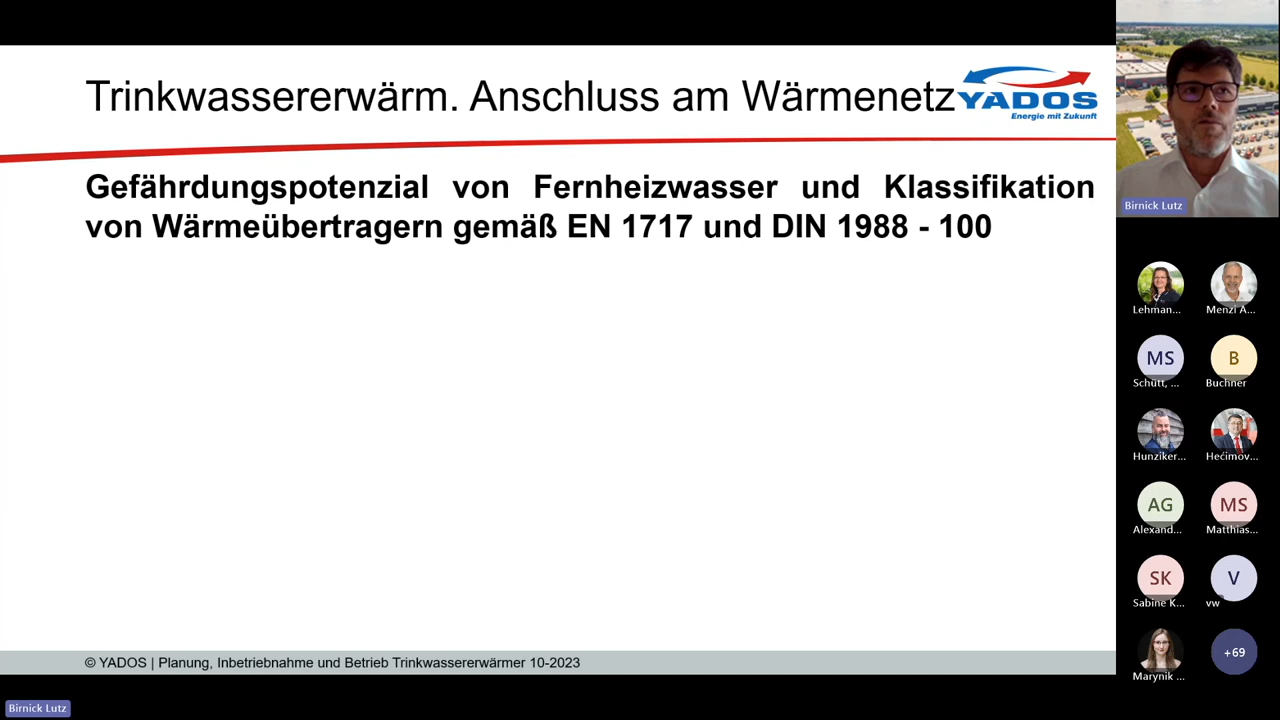 Trinkwassererwärm. Anschluss am Wärmenetz
YADOS
Energie mit Zukunft
Gefährdungspotenzial von Fernheizwasser und Klassifikation
von Wärmeübertragern gemäß EN 1717 und DIN 1988 - 100
© YADOS | Planung, Inbetriebnahme und Betrieb Trinkwassererwärmer 10-2023
Birnick Lutz
Birnick Lutz
Lehman...
Menzi A...
MS
B
Schütt, ...
Buchner
Hunziker...
Hećimov...
AG
MS
Alexand...
Matthias...
SK
V
Sabine K...
vw
Marynik ...
+69